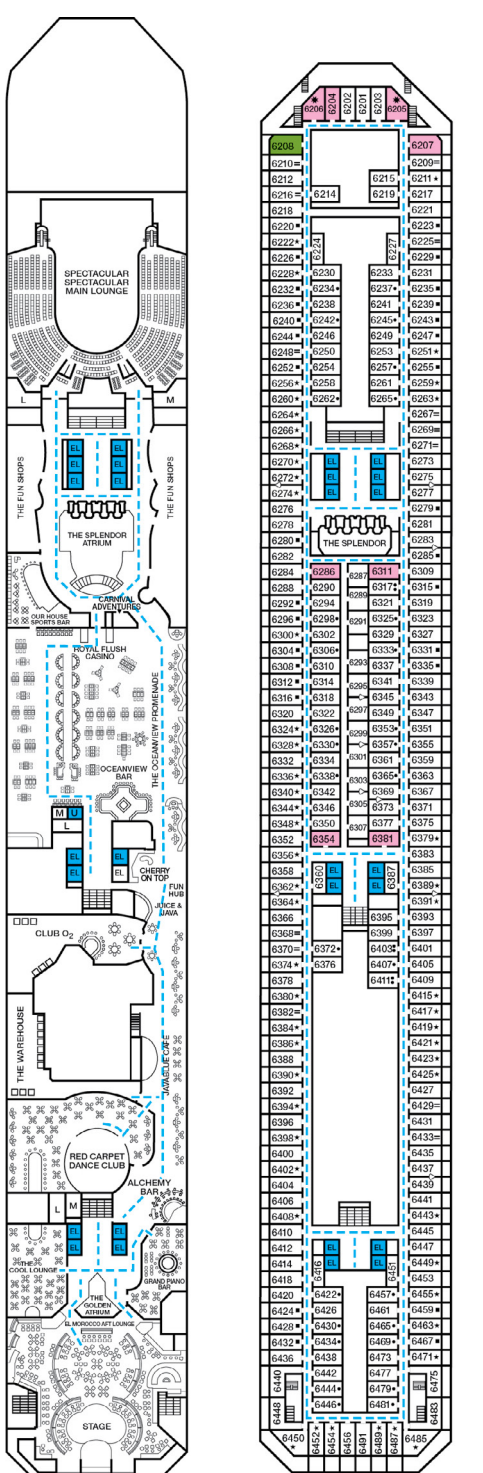 SPECTACULAR
SPECTACULAR
MAIN LOUNGE
L
M
THE FUN SHOPS
THE FUN SHOPS
EL EL
EL EL
EL EL
THE SPLENDOR
ATRIUM
CARNIVAL
ADVENTURES
OUR HOUSE
SPORTS BAR
ROYAL FLUSH
CASINO
THE OCEANVIEW PROMENADE
OCEANVIEW
BAR
M U
L
EL EL
EL EL
CHERRY
ON TOP
FUN
HUB
JUICE &
JAVA
CLUB O2
THE WAREHOUSE
JAVABLUE CAFE
RED CARPET
DANCE CLUB
ALCHEMY
BAR
L M
EL EL
EL EL
THE
COOL LOUNGE
GRAND PIANO
BAR
THE
GOLDEN
ATRIUM
EL MOROCCO AFT LOUNGE
STAGE
6206 6204 6202 6201 6203 6205
6208 6207
6210 6209
6212 6215 6211
6216 6214 6219 6217
6218 6221
6220 6223
6222 6224 6227 6225
6226 6229
6228 6230 6233 6231
6232 6234 6237 6235
6236 6238 6241 6239
6240 6242 6245 6243
6244 6246 6249 6247
6248 6250 6253 6251
6252 6254 6257 6255
6256 6258 6261 6259
6260 6262 6265 6263
6264 6267
6266 6269
6268 6271
6270 EL EL 6273
6272 EL EL 6275
6274 EL EL 6277
6276 6279
6278 6281
6280 THE SPLENDOR 6283
6282 6285
6284 6286 6287 6311 6309
6288 6290 6289 6317 6315
6292 6294 6321 6319
6296 6298 6291 6325 6323
6300 6302 6329 6327
6304 6306 6333 6331
6308 6310 6293 6337 6335
6312 6314 6295 6341 6339
6316 6318 6345 6343
6320 6322 6297 6349 6347
6324 6326 6299 6353 6351
6328 6330 6357 6355
6332 6334 6301 6361 6359
6336 6338 6303 6365 6363
6340 6342 6369 6367
6344 6346 6305 6373 6371
6348 6350 6307 6377 6375
6352 6354 6381 6379
6356 6383
6358 6360 EL EL 6387 6385
6362 EL EL 6389
6364 6391
6366 6395 6393
6368 6399 6397
6370 6372 6403 6401
6374 6376 6407 6405
6378 6411 6409
6380 6415
6382 6417
6384 6419
6386 6421
6388 6423
6390 6425
6392 6427
6394 6429
6396 6431
6398 6433
6400 6435
6402 6437
6404 6439
6406 6441
6408 6443
6410 6445
6412 EL EL 6447
6414 6416 EL EL 6451 6449
6418 6453
6420 6422 6457 6455
6424 6426 6461 6459
6428 6430 6465 6463
6432 6434 6469 6467
6436 6438 6473 6471
6440 6442 6477 6475
6444 6479
6448 6446 6481 6483
6450 6452 6454 6456 6491 6489 6487 6485